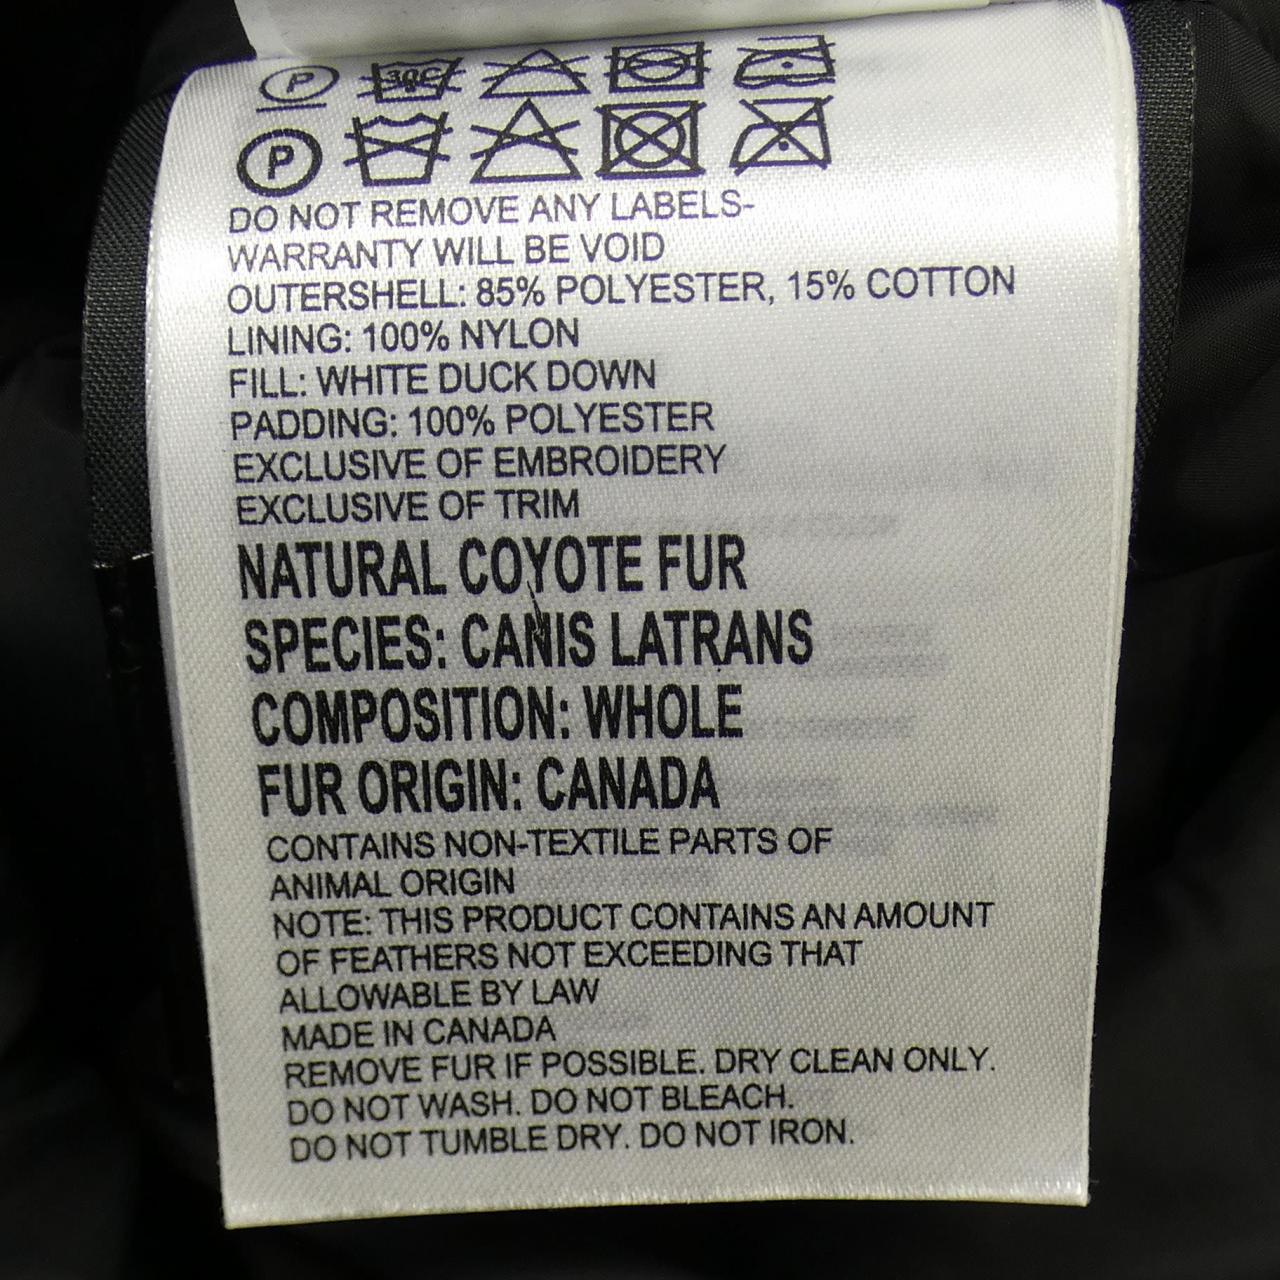 P 30C
P
DO NOT REMOVE ANY LABELS-
WARRANTY WILL BE VOID
OUTERSHELL: 85% POLYESTER, 15% COTTON
LINING: 100% NYLON
FILL: WHITE DUCK DOWN
PADDING: 100% POLYESTER
EXCLUSIVE OF EMBROIDERY
EXCLUSIVE OF TRIM
NATURAL COYOTE FUR
SPECIES: CANIS LATRANS
COMPOSITION: WHOLE
FUR ORIGIN: CANADA
CONTAINS NON-TEXTILE PARTS OF
ANIMAL ORIGIN
NOTE: THIS PRODUCT CONTAINS AN AMOUNT
OF FEATHERS NOT EXCEEDING THAT
ALLOWABLE BY LAW
MADE IN CANADA
REMOVE FUR IF POSSIBLE. DRY CLEAN ONLY.
DO NOT WASH. DO NOT BLEACH.
DO NOT TUMBLE DRY. DO NOT IRON.